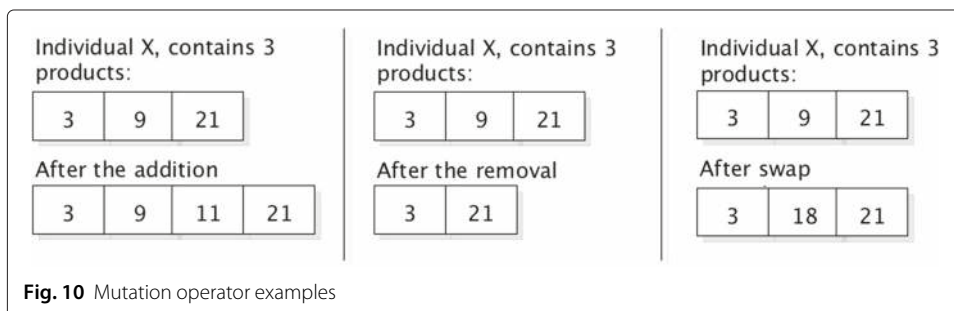 Individual X, contains 3
products:
3 9 21
After the addition
3 9 11 21
Individual X, contains 3
products:
3 9 21
After the removal
3 21
Individual X, contains 3
products:
3 9 21
After swap
3 18 21
Fig. 10 Mutation operator examples